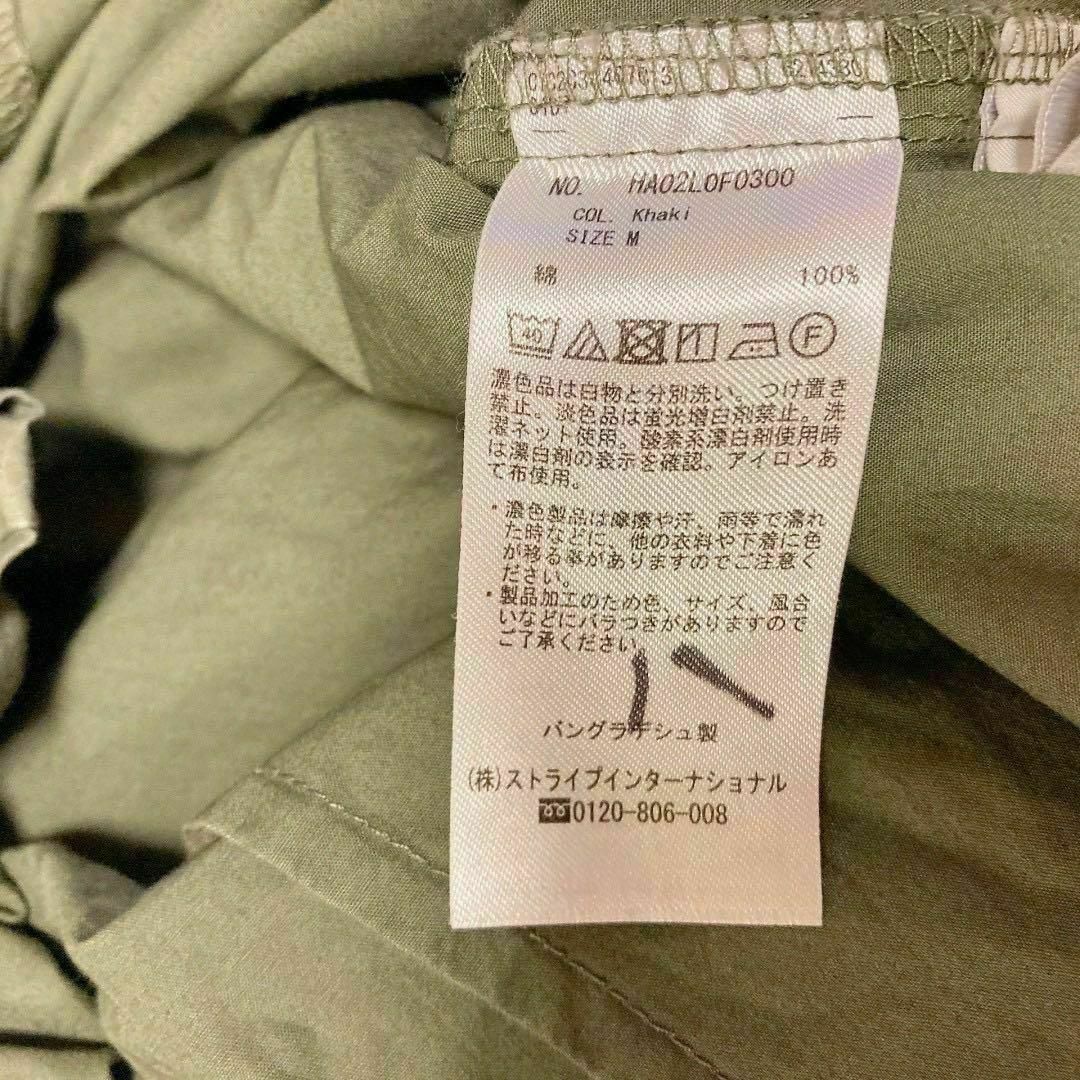 NO. HA02L0F0300
COL. Khaki
SIZE M
綿 100%
40
F
濃色品は白物と分別洗い。つけ置き
禁止。淡色品は蛍光増白剤禁止。洗
濯ネット使用。酸素系漂白剤使用時
は漂白剤の表示を確認。アイロンあ
て布使用。
・濃色製品は摩擦や汗、雨等で濡れ
た時などに、他の衣料や下着に色
が移る事がありますのでご注意く
ださい。
・製品加工のため色、サイズ、風合
いなどにバラつきがありますので
ご了承ください。
バングラデシュ製
(株)ストライプインターナショナル
0120-806-008